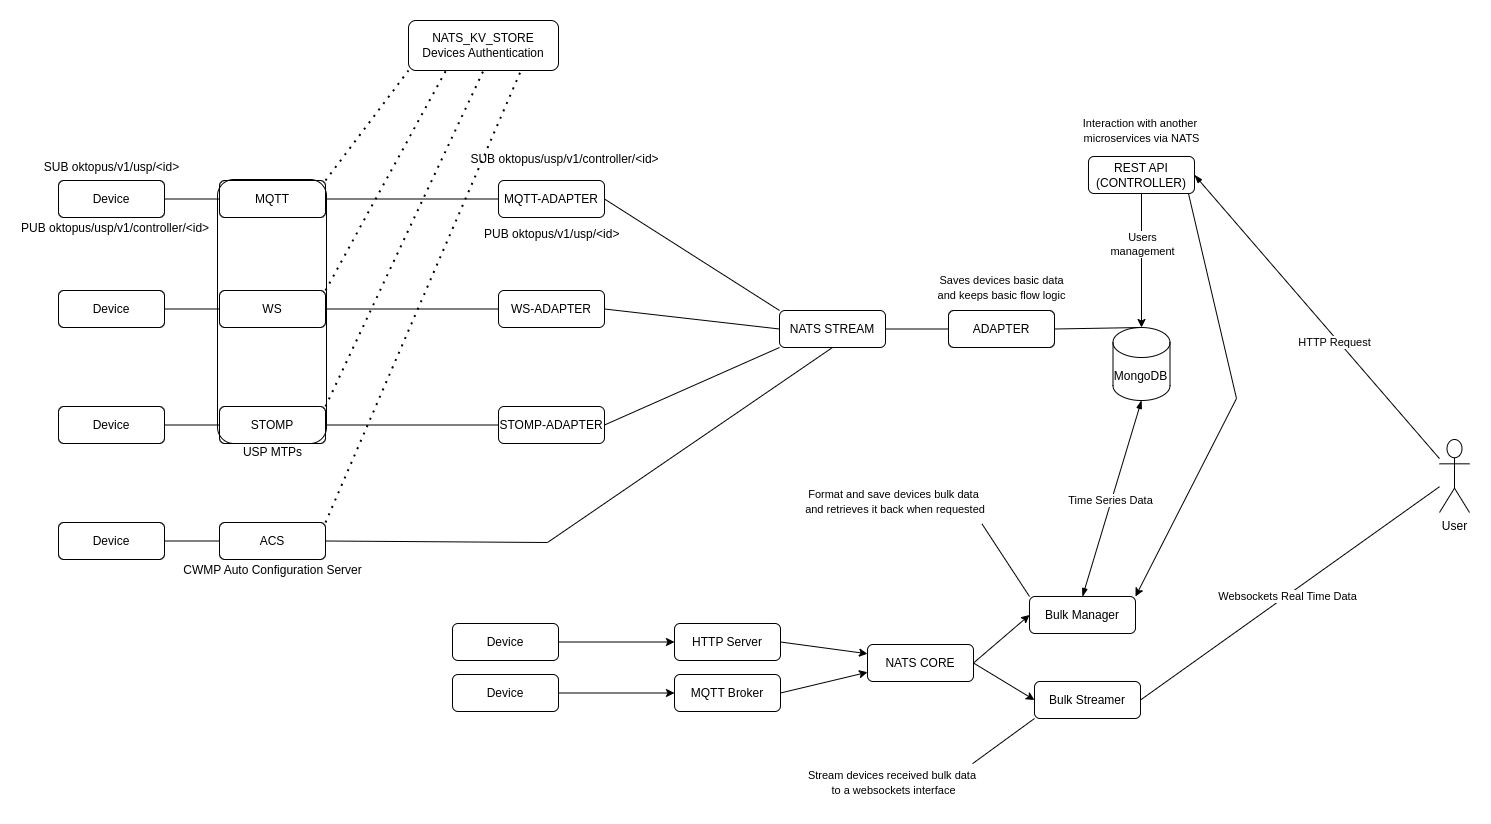 NATS_KV_STORE
Devices Authentication
Interaction with another
microservices via NATS
SUB oktopus/v1/usp/<id>
SUB oktopus/usp/v1/controller/<id>
REST API
(CONTROLLER)
Device
MQTT
MQTT-ADAPTER
PUB oktopus/usp/v1/controller/<id>
PUB oktopus/v1/usp/<id>
Users
management
Saves devices basic data
and keeps basic flow logic
Device
WS
WS-ADAPTER
NATS STREAM
ADAPTER
HTTP Request
MongoDB
Device
STOMP
STOMP-ADAPTER
USP MTPs
Format and save devices bulk data
and retrieves it back when requested
Time Series Data
User
Device
ACS
CWMP Auto Configuration Server
Websockets Real Time Data
Bulk Manager
Device
HTTP Server
NATS CORE
Device
MQTT Broker
Bulk Streamer
Stream devices received bulk data
to a websockets interface